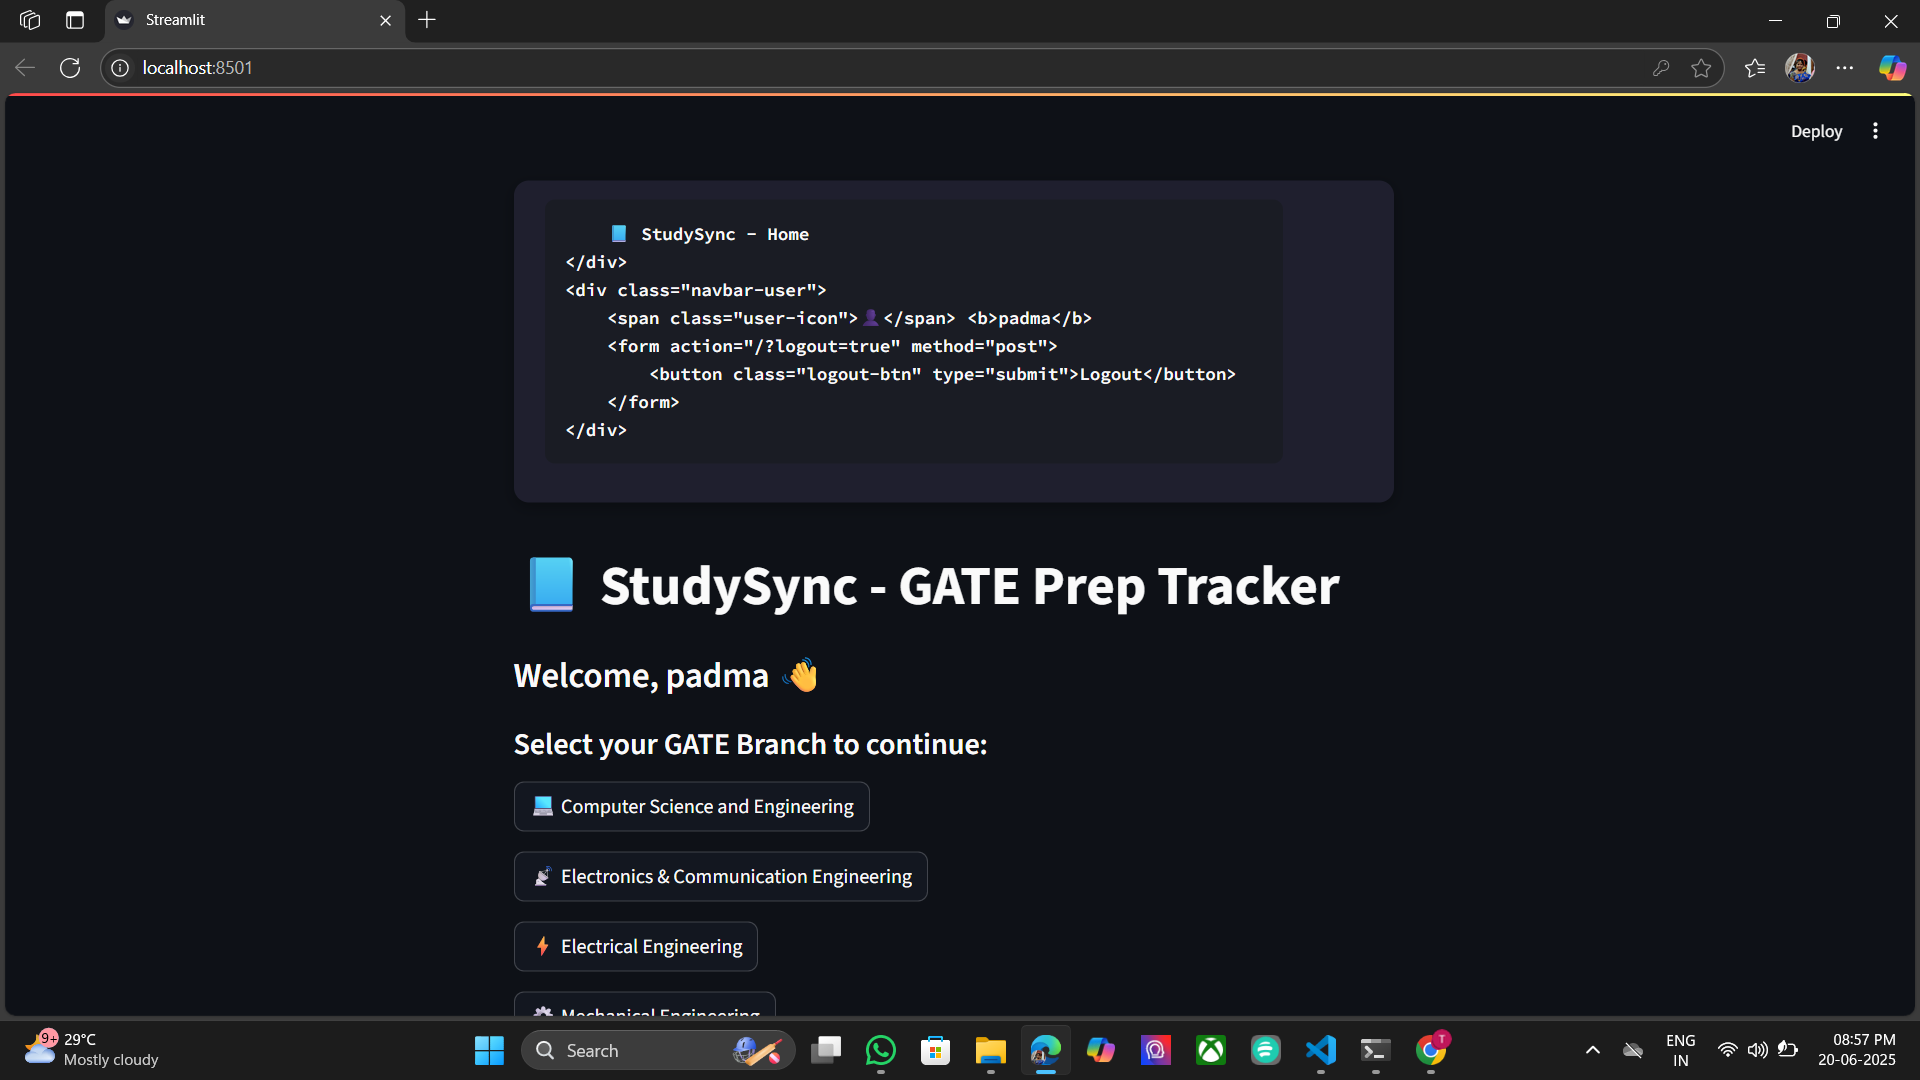 Streamlit
localhost:8501
Deploy
📘 StudySync - Home
</div>
<div class="navbar-user">
<span class="user-icon">👤</span> <b>padma</b>
<form action="/?logout=true" method="post">
<button class="logout-btn" type="submit">Logout</button>
</form>
</div>
📘 StudySync - GATE Prep Tracker
Welcome, padma 👋
Select your GATE Branch to continue:
💻 Computer Science and Engineering
📡 Electronics & Communication Engineering
⚡ Electrical Engineering
⚙️ Mechanical Engineering
9+
29°C
Mostly cloudy
Search
T
ENG
IN
08:57 PM
20-06-2025